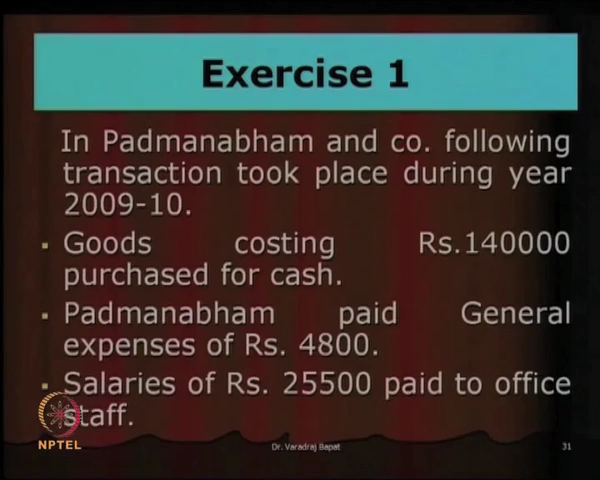 Exercise 1
In Padmanabham and co. following
transaction took place during year
2009-10.
▪ Goods costing Rs.140000
purchased for cash.
▪ Padmanabham paid General
expenses of Rs. 4800.
▪ Salaries of Rs. 25500 paid to office
staff.
NPTEL
Dr. Varadraj Bapat
31